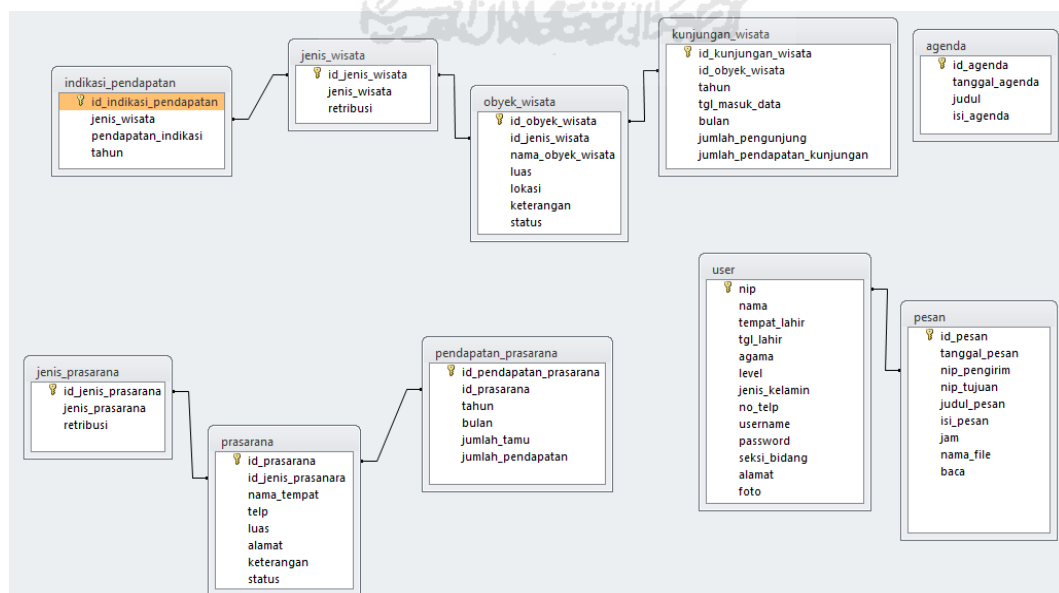 indikasi_pendapatan
id_indikasi_pendapatan
jenis_wisata
pendapatan_indikasi
tahun
jenis_wisata
id_jenis_wisata
jenis_wisata
retribusi
obyek_wisata
id_obyek_wisata
id_jenis_wisata
nama_obyek_wisata
luas
lokasi
keterangan
status
kunjungan_wisata
id_kunjungan_wisata
id_obyek_wisata
tahun
tgl_masuk_data
bulan
jumlah_pengunjung
jumlah_pendapatan_kunjungan
agenda
id_agenda
tanggal_agenda
judul
isi_agenda
jenis_prasarana
id_jenis_prasarana
jenis_prasarana
retribusi
prasarana
id_prasarana
id_jenis_prasanara
nama_tempat
telp
luas
alamat
keterangan
status
pendapatan_prasarana
id_pendapatan_prasarana
id_prasarana
tahun
bulan
jumlah_tamu
jumlah_pendapatan
user
nip
nama
tempat_lahir
tgl_lahir
agama
level
jenis_kelamin
no_telp
username
password
seksi_bidang
alamat
foto
pesan
id_pesan
tanggal_pesan
nip_pengirim
nip_tujuan
judul_pesan
isi_pesan
jam
nama_file
baca